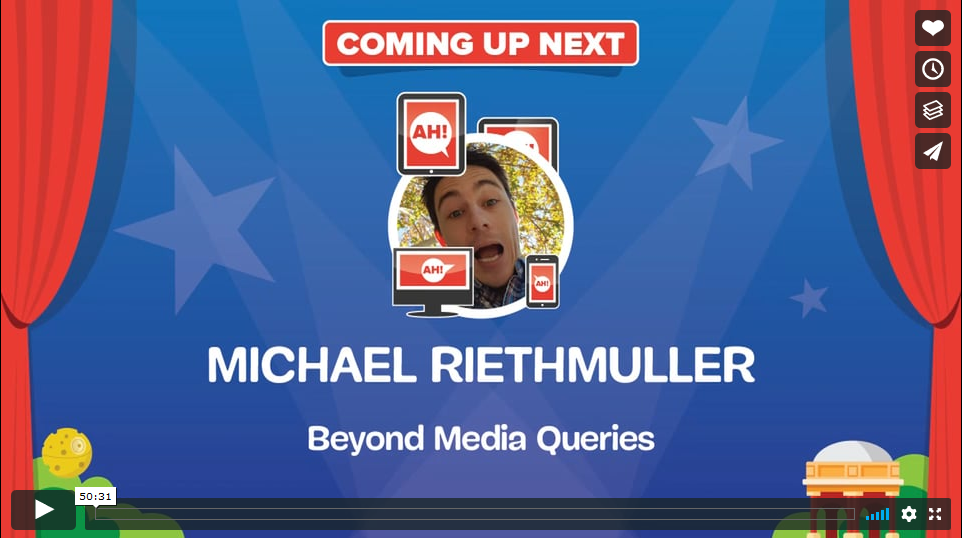 COMING UP NEXT
AH!
AH!
AH!
MICHAEL RIETHMULLER
Beyond Media Queries
50:31